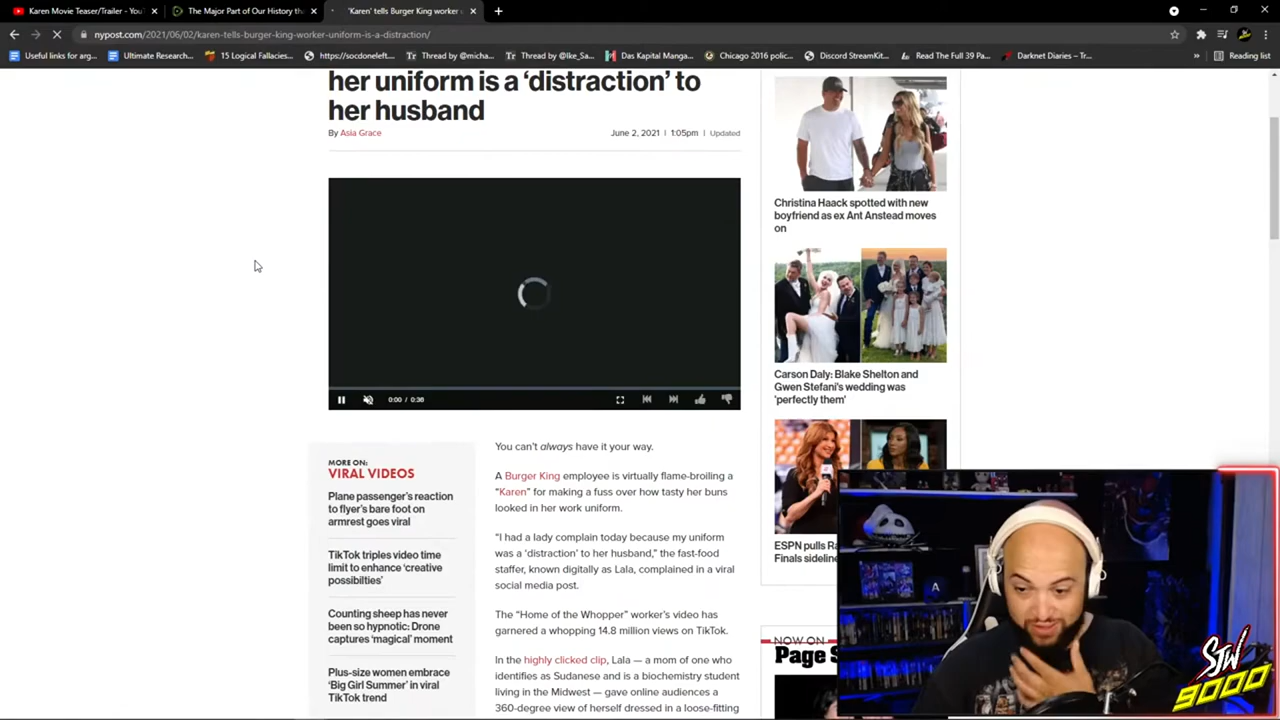 Karen Movie Teaser/Trailer - You
The Major Part of Our History tha
'Karen' tells Burger King worker
nypost.com/2021/06/02/karen-tells-burger-king-worker-uniform-is-a-distraction/
Useful links for arg...
Ultimate Research...
15 Logical Fallacies...
https://socdoneleft...
Thread by @micha...
Thread by @Ike_Sa...
Das Kapital Manga...
Chicago 2016 polic...
Discord StreamKit...
Read The Full 39 Pa...
Darknet Diaries – Tr...
»
Reading list
her uniform is a ‘distraction’ to
her husband
By Asia Grace
June 2, 2021 | 1:05pm | Updated
0:00 / 0:36
MORE ON:
VIRAL VIDEOS
Plane passenger's reaction
to flyer's bare foot on
armrest goes viral
TikTok triples video time
limit to enhance ‘creative
possibilties’
Counting sheep has never
been so hypnotic: Drone
captures ‘magical’ moment
Plus-size women embrace
‘Big Girl Summer’ in viral
TikTok trend
You can't always have it your way.
A Burger King employee is virtually flame-broiling a
“Karen” for making a fuss over how tasty her buns
looked in her work uniform.
“I had a lady complain today because my uniform
was a ‘distraction’ to her husband,” the fast-food
staffer, known digitally as Lala, complained in a viral
social media post.
The “Home of the Whopper” worker's video has
garnered a whopping 14.8 million views on TikTok.
In the highly clicked clip, Lala — a mom of one who
identifies as Sudanese and is a biochemistry student
living in the Midwest — gave online audiences a
360-degree view of herself dressed in a loose-fitting
Christina Haack spotted with new
boyfriend as ex Ant Anstead moves
on
Carson Daly: Blake Shelton and
Gwen Stefani's wedding was
'perfectly them'
ESPN pulls Ra
Finals sideline
NOW ON
Page S
A
SJW
9000